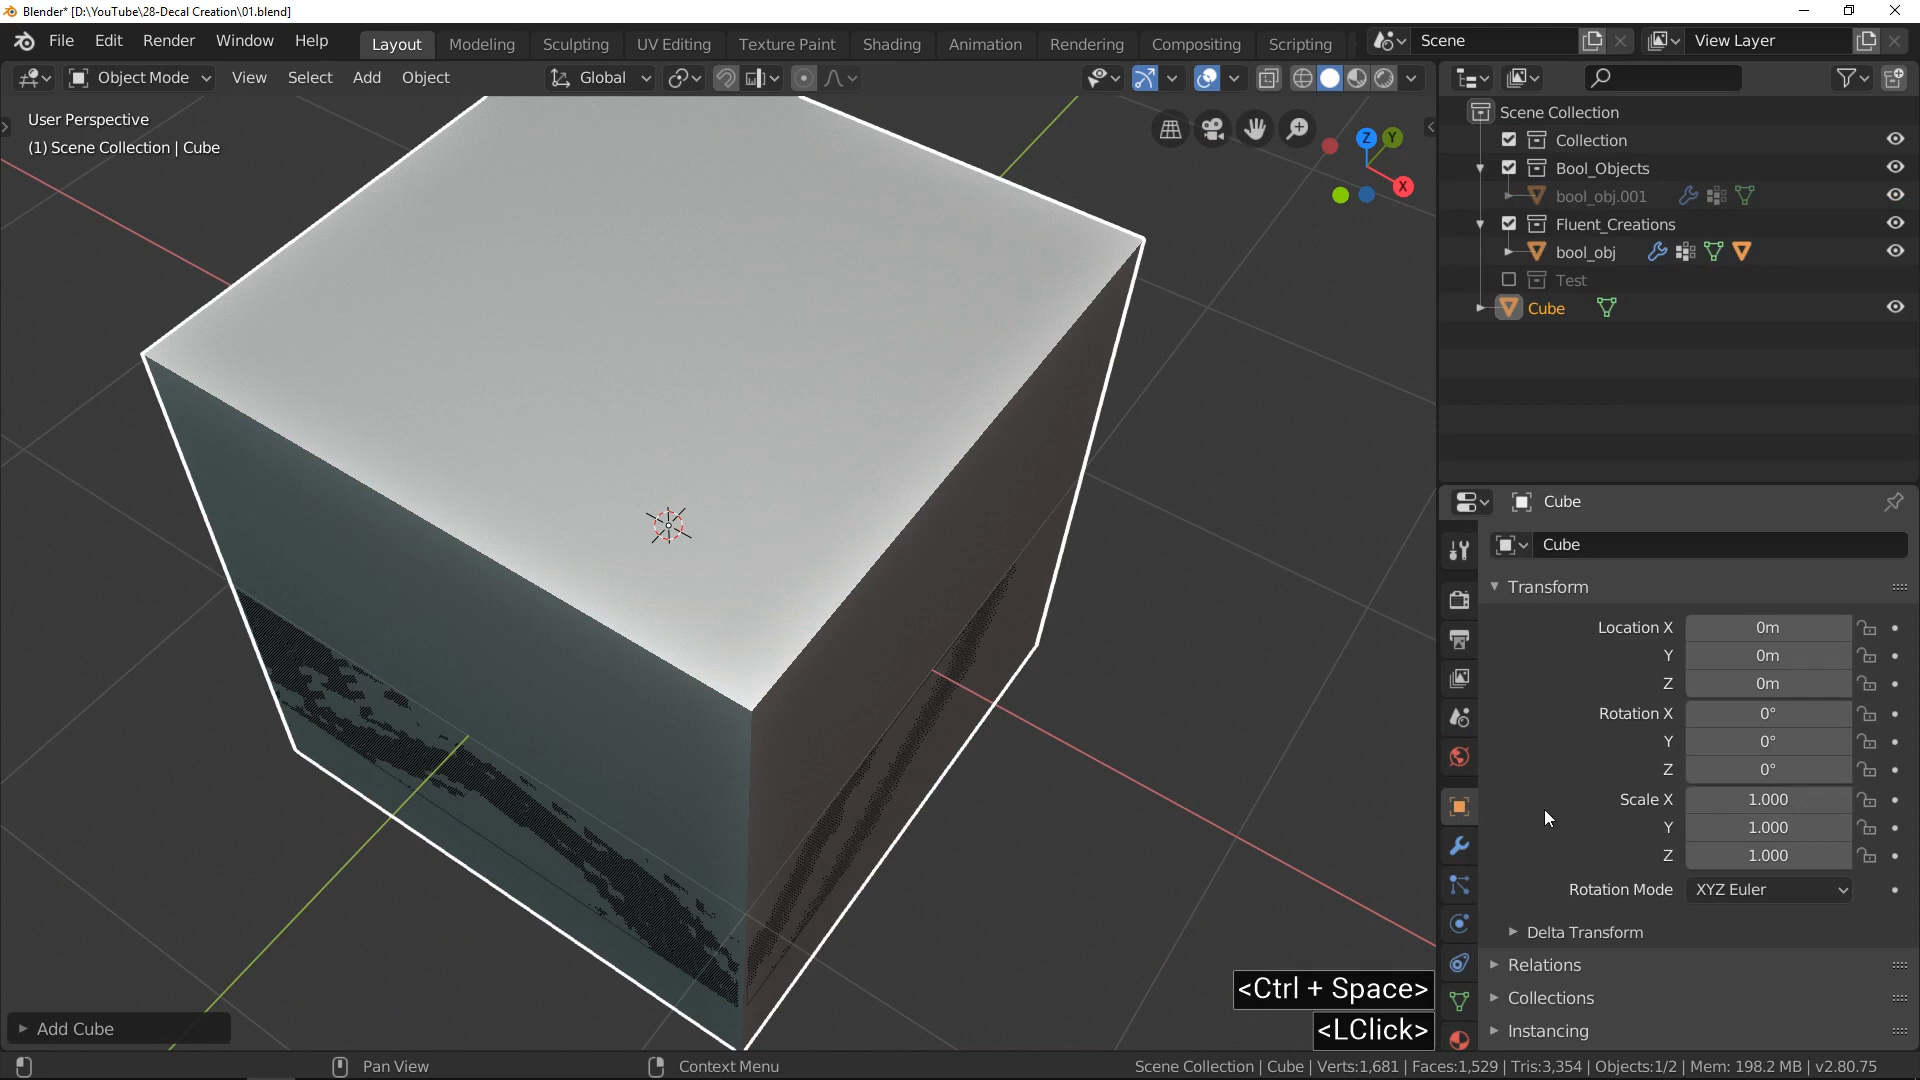 Blender* [D:\YouTube\28-Decal Creation\01.blend]
File Edit Render Window Help
Layout Modeling Sculpting UV Editing Texture Paint Shading Animation Rendering Compositing Scripting
Scene
View Layer
Object Mode View Select Add Object
Global
User Perspective
(1) Scene Collection | Cube
Z
Y
X
Scene Collection
Collection
Bool_Objects
bool_obj.001
Fluent_Creations
bool_obj
Test
Cube
Cube
Cube
Transform
Location X 0m
Y 0m
Z 0m
Rotation X 0°
Y 0°
Z 0°
Scale X 1.000
Y 1.000
Z 1.000
Rotation Mode XYZ Euler
Delta Transform
Relations
Collections
Instancing
<Ctrl + Space>
<LClick>
Add Cube
Pan View
Context Menu
Scene Collection | Cube | Verts:1,681 | Faces:1,529 | Tris:3,354 | Objects:1/2 | Mem: 198.2 MB | v2.80.75